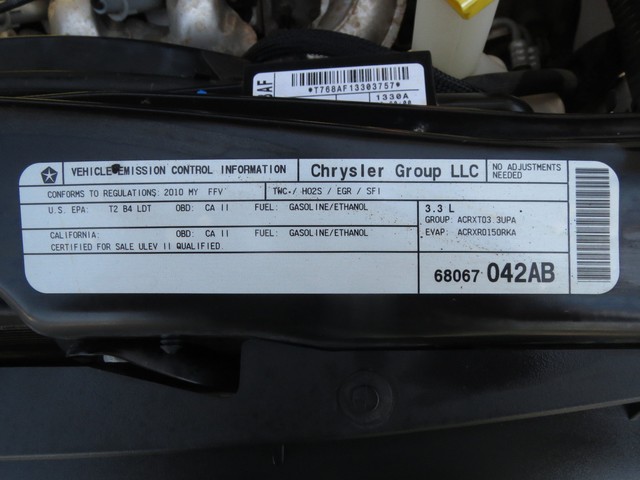 *T768AF13303757*
1330A
VEHICLE EMISSION CONTROL INFORMATION
Chrysler Group LLC
NO ADJUSTMENTS
NEEDED
CONFORMS TO REGULATIONS: 2010 MY FFV
TWC / HO2S / EGR / SFI
U.S. EPA: T2 B4 LDT OBD: CA II FUEL: GASOLINE/ETHANOL
3.3 L
GROUP: ACRXT03.3UPA
EVAP: ACRXR0150RKA
CALIFORNIA: OBD: CA II FUEL: GASOLINE/ETHANOL
CERTIFIED FOR SALE ULEV II QUALIFIED
68067 042AB